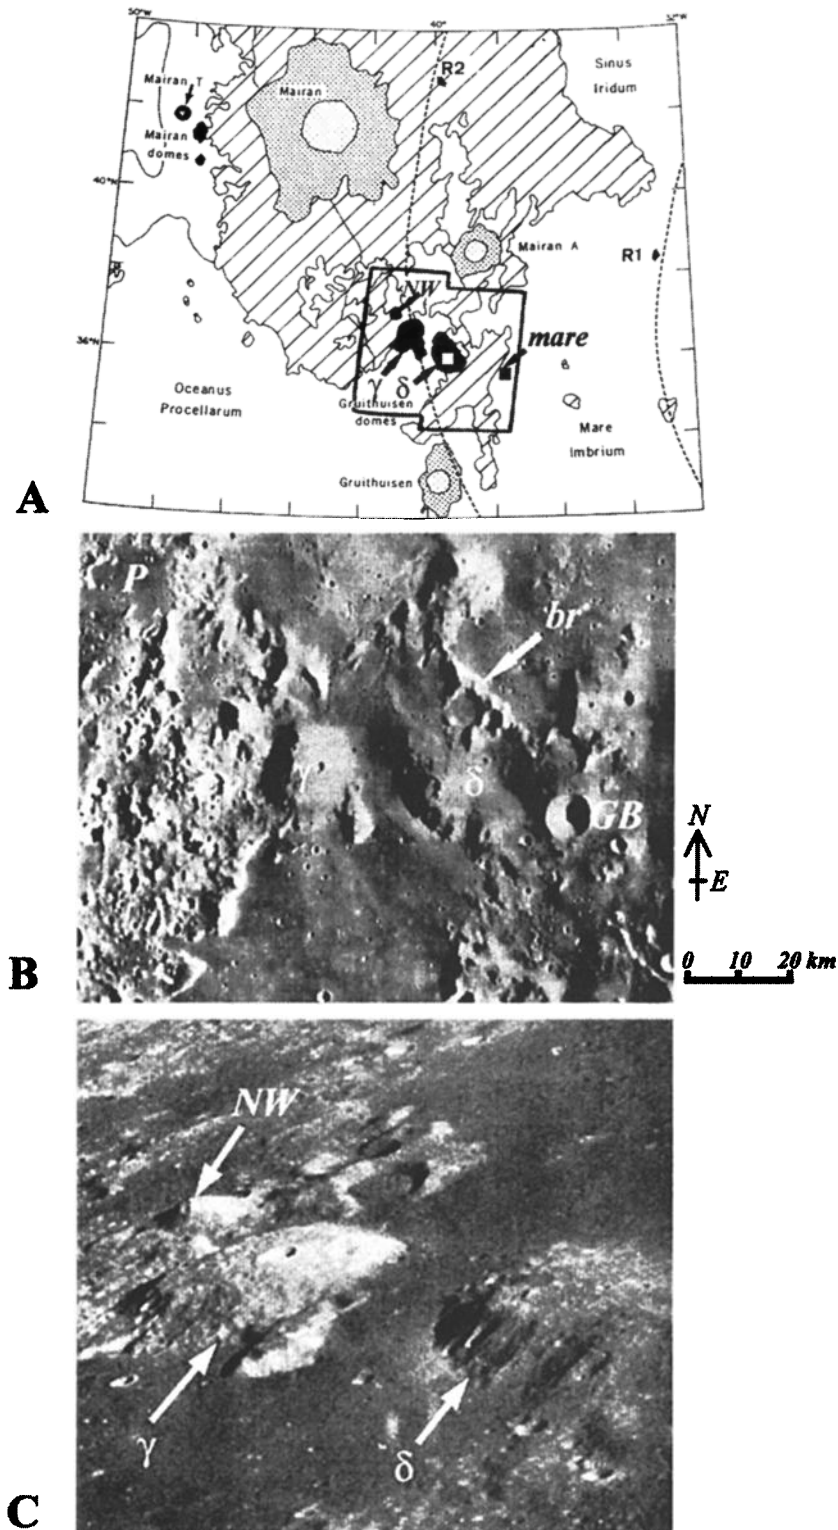 50°W
40°
32°W
R2
Sinus
Iridum
Mairan T
Mairan
Mairan
domes
40°N
Mairan A
R1
NW
36°N
mare
γ δ
Oceanus
Procellarum
Gruithuisen
domes
Mare
Imbrium
Gruithuisen
A
P
br
γ
δ
GB
N
E
B
0 10 20 km
NW
γ
δ
C